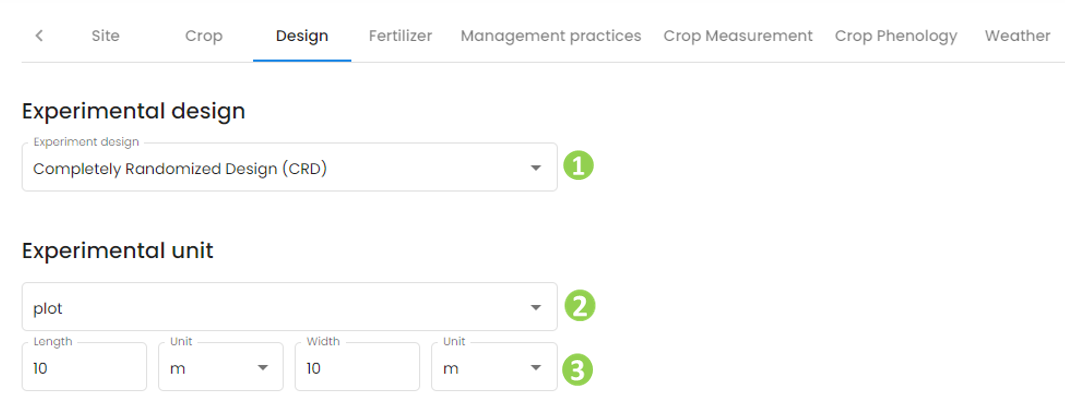 Site Crop Design Fertilizer Management practices Crop Measurement Crop Phenology Weather
Experimental design
Experiment design
Completely Randomized Design (CRD) 1
Experimental unit
plot 2
Length Unit Width Unit
10 m 10 m 3